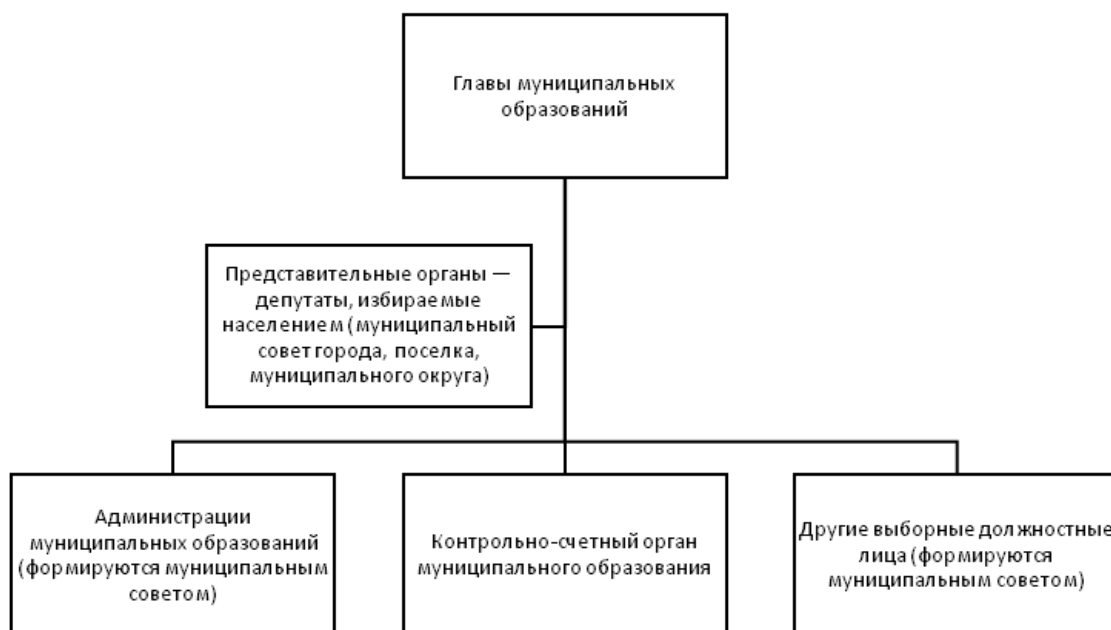 Главы муниципальных
образований
Представительные органы —
депутаты, избираемые
населением (муниципальный
совет города, поселка,
муниципального округа)
Администрации
муниципальных образований
(формируются муниципальным
советом)
Контрольно-счетный орган
муниципального образования
Другие выборные должностные
лица (формируются
муниципальным советом)